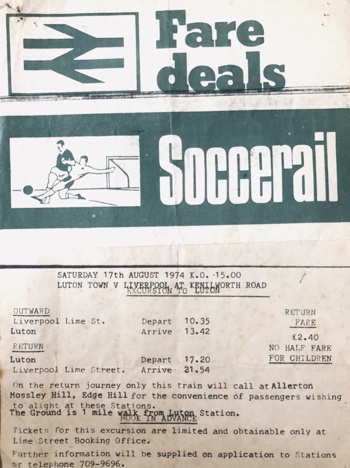 Fare
deals
Soccerail
SATURDAY 17th AUGUST 1974 K.O. -15.00
LUTON TOWN V LIVERPOOL AT KENILWORTH ROAD
EXCURSION TO LUTON
OUTWARD
Liverpool Lime St. Depart 10.35
Luton Arrive 13.42
RETURN
Luton Depart 17.20
Liverpool Lime Street. Arrive 21.54
RETURN
FARE
£2.40
NO HALF FARE
FOR CHILDREN
On the return journey only this train will call at Allerton
Mossley Hill, Edge Hill for the convenience of passengers wishing
to alight at these Stations.
The Ground is 1 mile walk from Luton Station.
BOOK IN ADVANCE
Tickets for this excursion are limited and obtainable only at
Lime Street Booking Office.
Further information will be supplied on application to Stations
or telephone 709-9696.